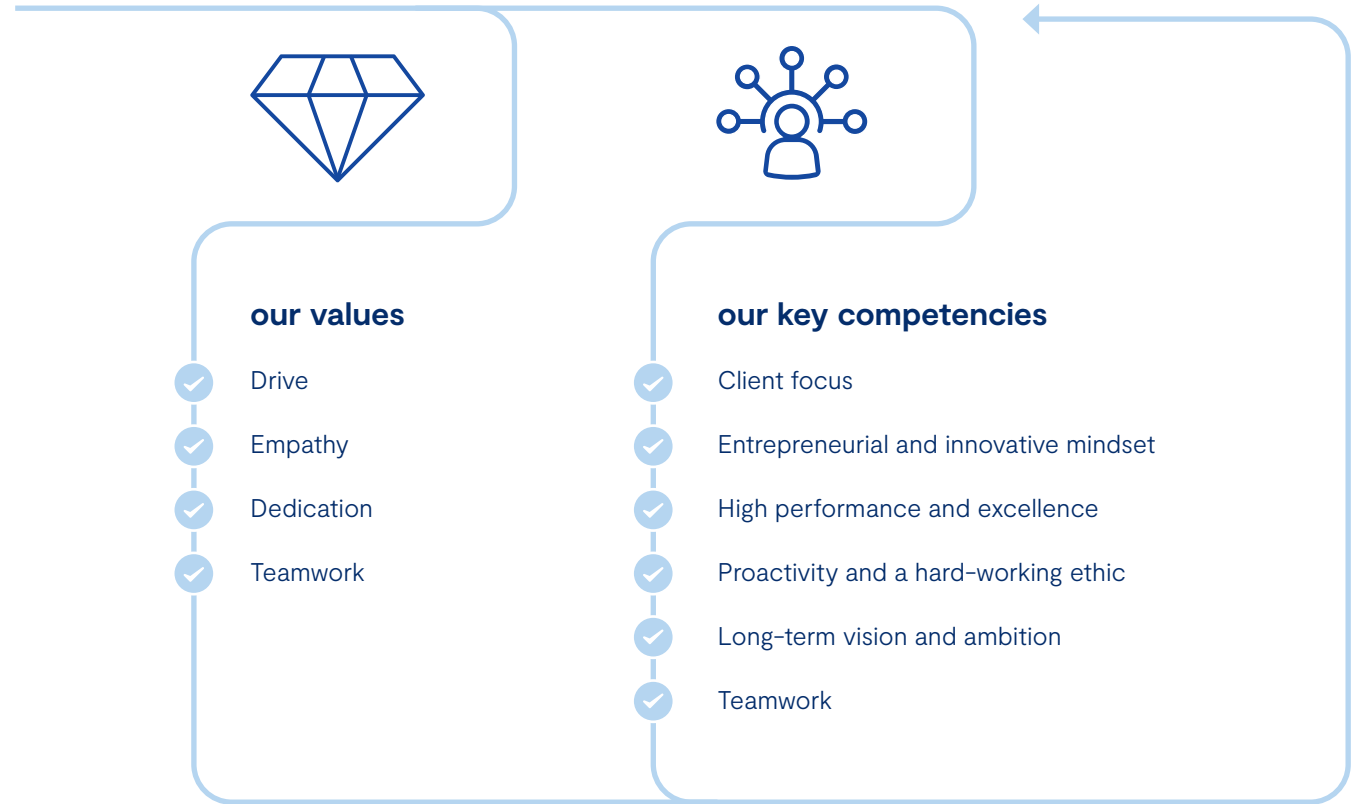 our values
Drive
Empathy
Dedication
Teamwork
our key competencies
Client focus
Entrepreneurial and innovative mindset
High performance and excellence
Proactivity and a hard-working ethic
Long-term vision and ambition
Teamwork